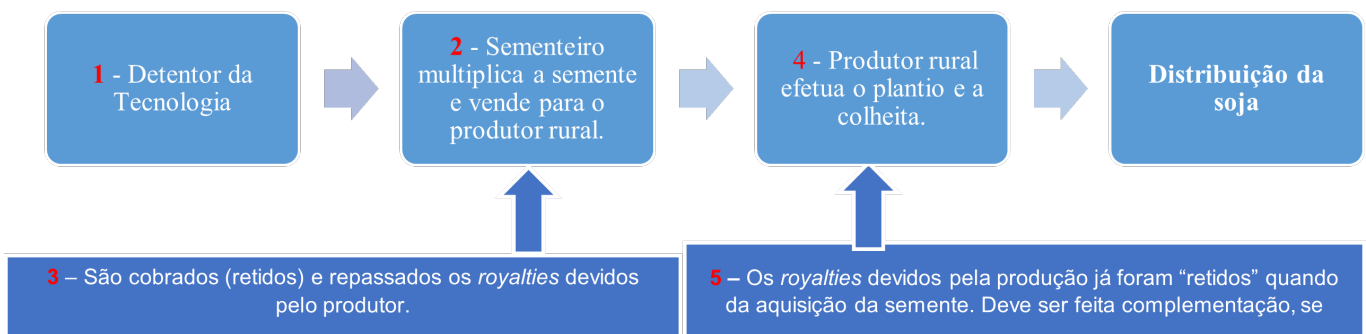 1 - Detentor da
Tecnologia
2 - Sementeiro
multiplica a semente
e vende para o
produtor rural.
4 - Produtor rural
efetua o plantio e a
colheita.
Distribuição da
soja
3 – São cobrados (retidos) e repassados os royalties devidos
pelo produtor.
5 – Os royalties devidos pela produção já foram “retidos” quando
da aquisição da semente. Deve ser feita complementação, se